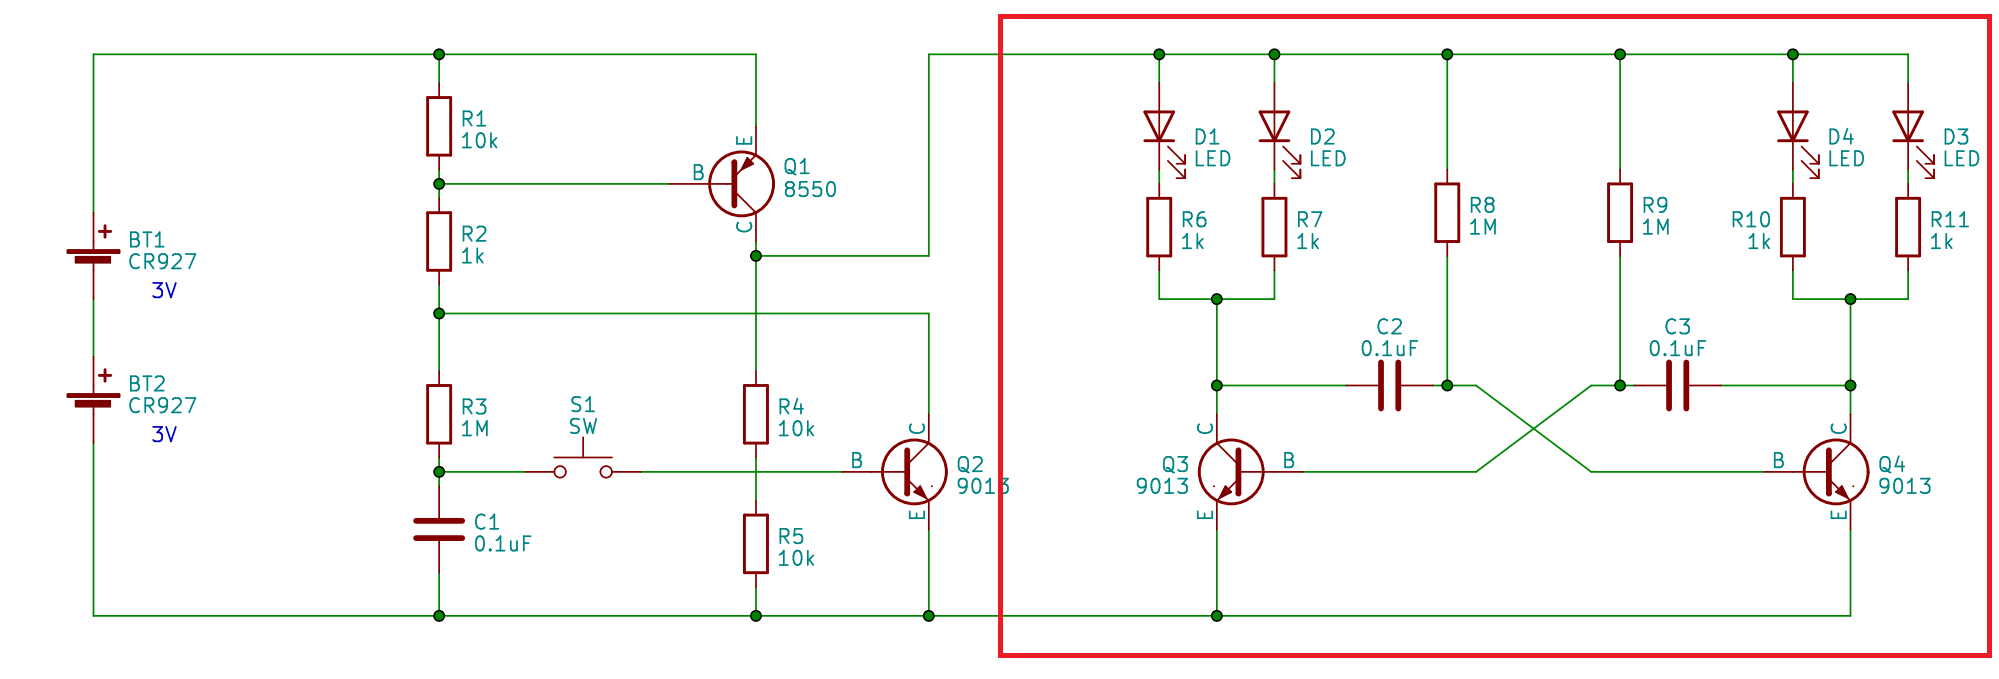 +
BT1
CR927
3V
+
BT2
CR927
3V
R1
10k
R2
1k
R3
1M
C1
0.1uF
S1
SW
E
B
C
Q1
8550
R4
10k
R5
10k
C
B
E
Q2
9013
D1
LED
D2
LED
R6
1k
R7
1k
R8
1M
R9
1M
D4
LED
D3
LED
R10
1k
R11
1k
C2
0.1uF
C3
0.1uF
C
B
E
Q3
9013
C
B
E
Q4
9013